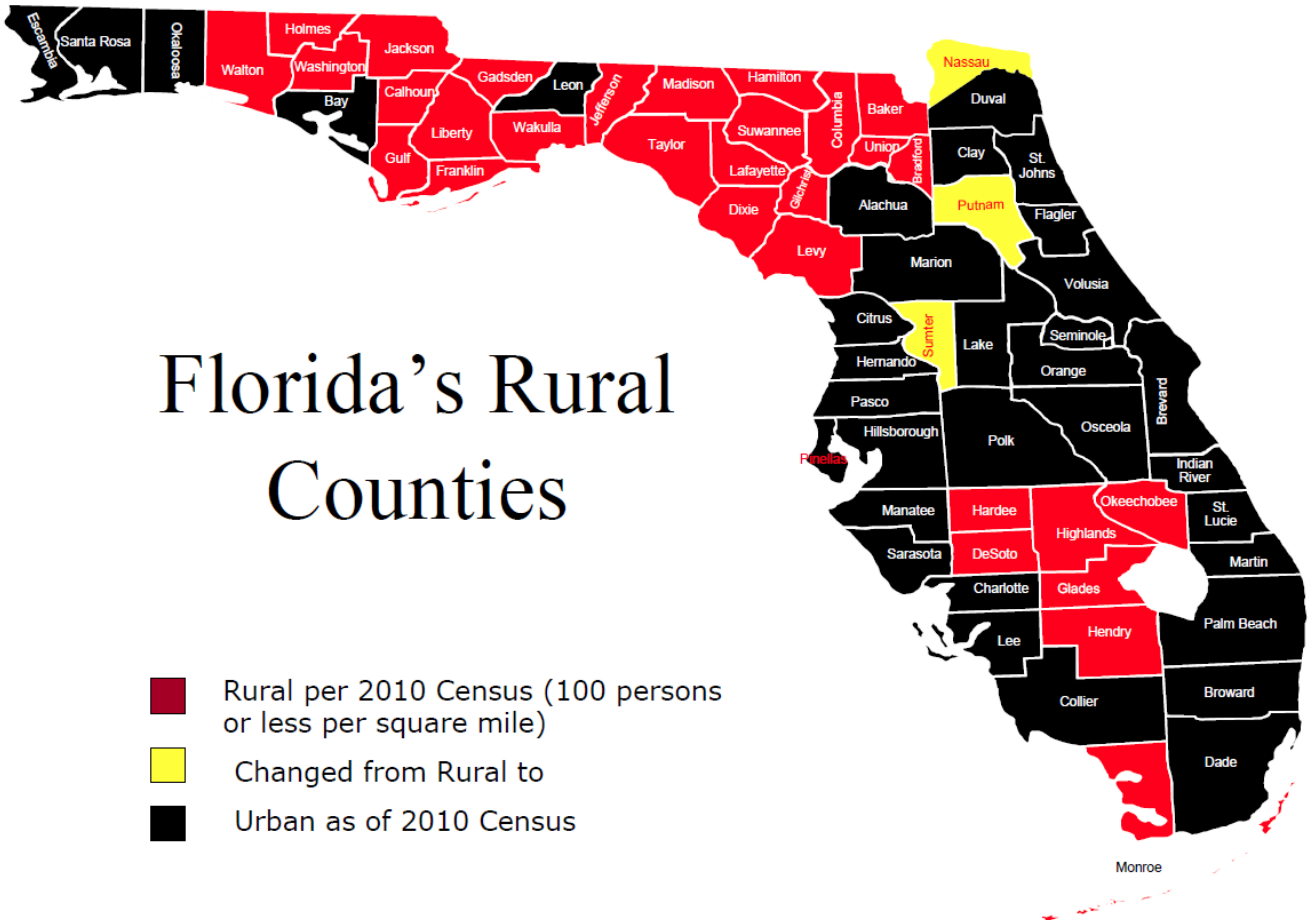 Escambia
Santa Rosa
Okaloosa
Walton
Holmes
Washington
Jackson
Bay
Calhoun
Gulf
Liberty
Gadsden
Franklin
Leon
Wakulla
Jefferson
Madison
Taylor
Hamilton
Suwannee
Lafayette
Dixie
Gilchrist
Columbia
Baker
Union
Bradford
Levy
Alachua
Nassau
Duval
Clay
St.
Johns
Putnam
Flagler
Marion
Volusia
Citrus
Sumter
Lake
Seminole
Hernando
Orange
Pasco
Brevard
Hillsborough
Polk
Osceola
Pinellas
Indian
River
Manatee
Hardee
Highlands
Okeechobee
St.
Lucie
Sarasota
DeSoto
Martin
Charlotte
Glades
Lee
Hendry
Palm Beach
Collier
Broward
Dade
Monroe
Florida’s Rural
Counties
Rural per 2010 Census (100 persons
or less per square mile)
Changed from Rural to
Urban as of 2010 Census